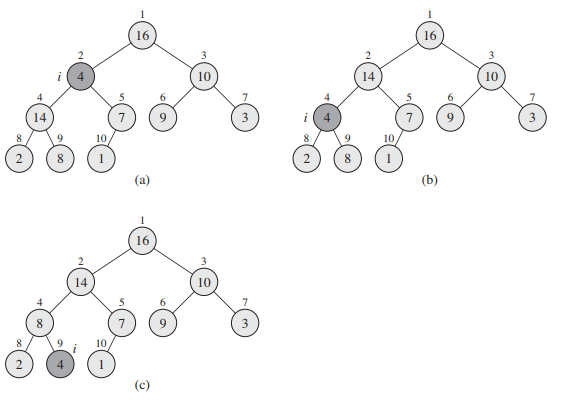 1 1
16 16
2 3 2 3
i 4 10 14 10
4 5 6 7 4 5 6 7
14 7 9 3 i 4 7 9 3
8 9 10 8 9 10
2 8 1 2 8 1
(a) (b)
1
16
2 3
14 10
4 5 6 7
8 7 9 3
8 9 i 10
2 4 1
(c)